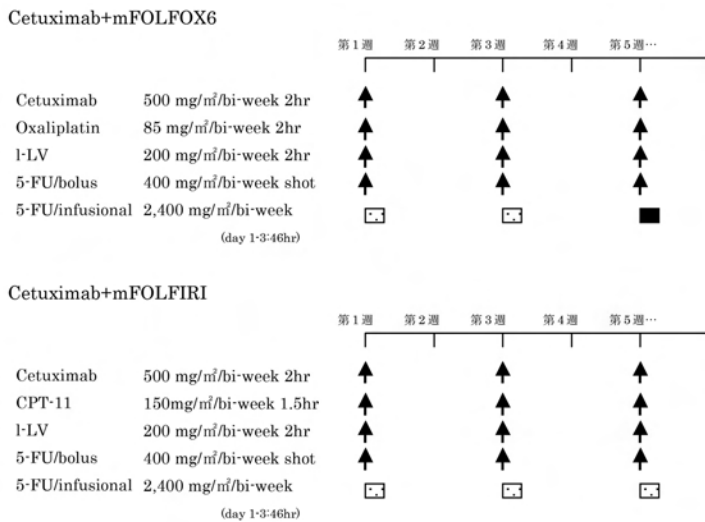 Cetuximab+mFOLFOX6
第1週 第2週 第3週 第4週 第5週…
Cetuximab 500 mg/㎡/bi-week 2hr
Oxaliplatin 85 mg/㎡/bi-week 2hr
l-LV 200 mg/㎡/bi-week 2hr
5-FU/bolus 400 mg/㎡/bi-week shot
5-FU/infusional 2,400 mg/㎡/bi-week
(day 1-3:46hr)
Cetuximab+mFOLFIRI
第1週 第2週 第3週 第4週 第5週…
Cetuximab 500 mg/㎡/bi-week 2hr
CPT-11 150mg/㎡/bi-week 1.5hr
l-LV 200 mg/㎡/bi-week 2hr
5-FU/bolus 400 mg/㎡/bi-week shot
5-FU/infusional 2,400 mg/㎡/bi-week
(day 1-3:46hr)